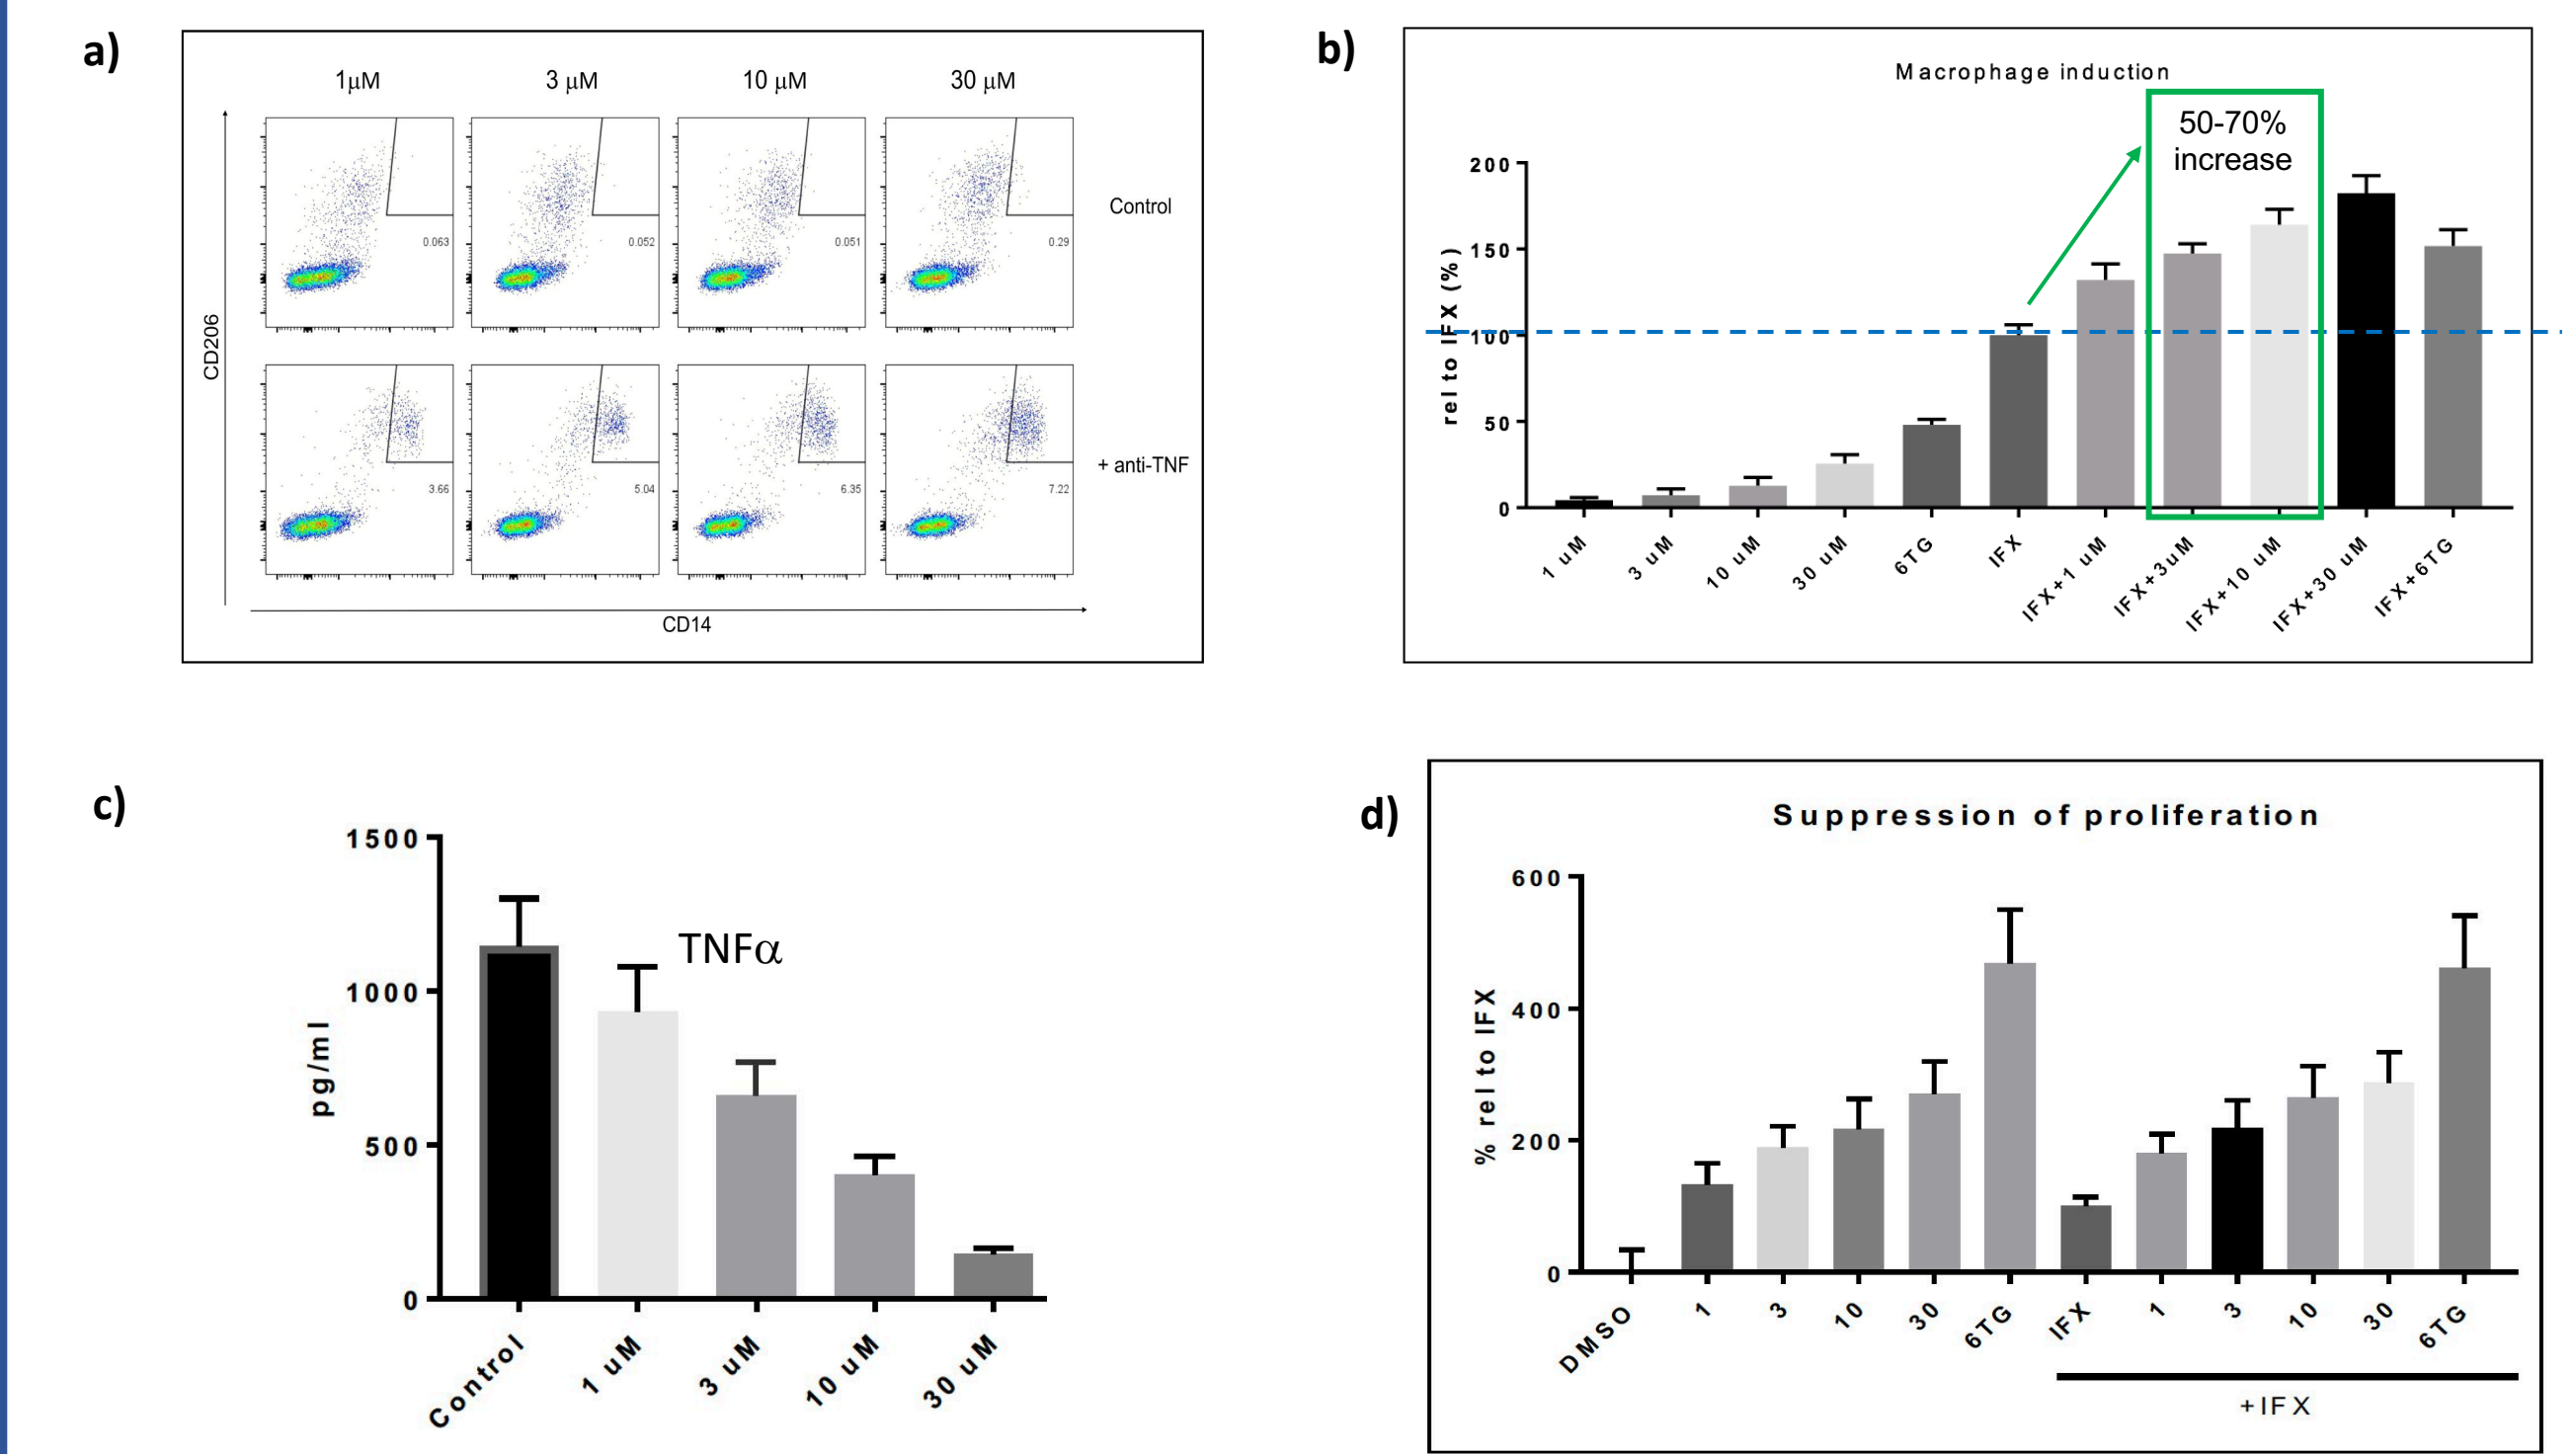 a)
1μM
3 μM
10 μM
30 μM
0.063
0.052
0.051
0.29
Control
3.66
5.04
6.35
7.22
+ anti-TNF
CD206
CD14
b)
Macrophage induction
50-70%
increase
rel to IFX (%)
200
150
100
50
0
1 uM
3 uM
10 uM
30 uM
6TG
IFX
IFX+1 uM
IFX+3uM
IFX+10 uM
IFX+30 uM
IFX+6TG
c)
TNFα
pg/ml
1500
1000
500
0
Control
1 uM
3 uM
10 uM
30 uM
d)
Suppression of proliferation
% rel to IFX
600
400
200
0
DMSO
1
3
10
30
6TG
IFX
1
3
10
30
6TG
+IFX